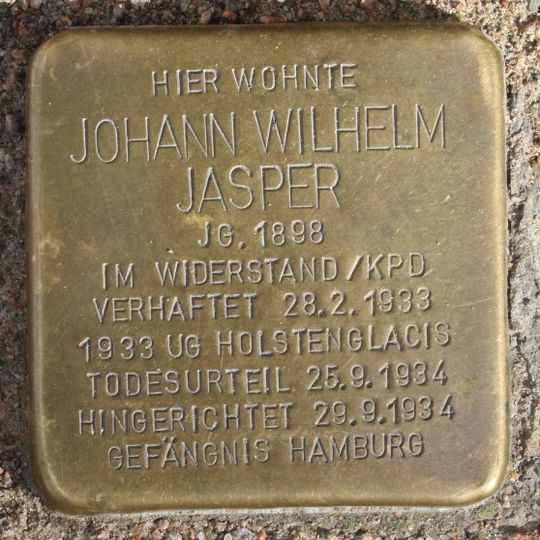 HIER WOHNTE
JOHANN WILHELM
JASPER
JG. 1898
IM WIDERSTAND/KPD
VERHAFTET 28.2.1933
1933 UG HOLSTENGLACIS
TODESURTEIL 25.9.1934
HINGERICHTET 29.9.1934
GEFÄNGNIS HAMBURG